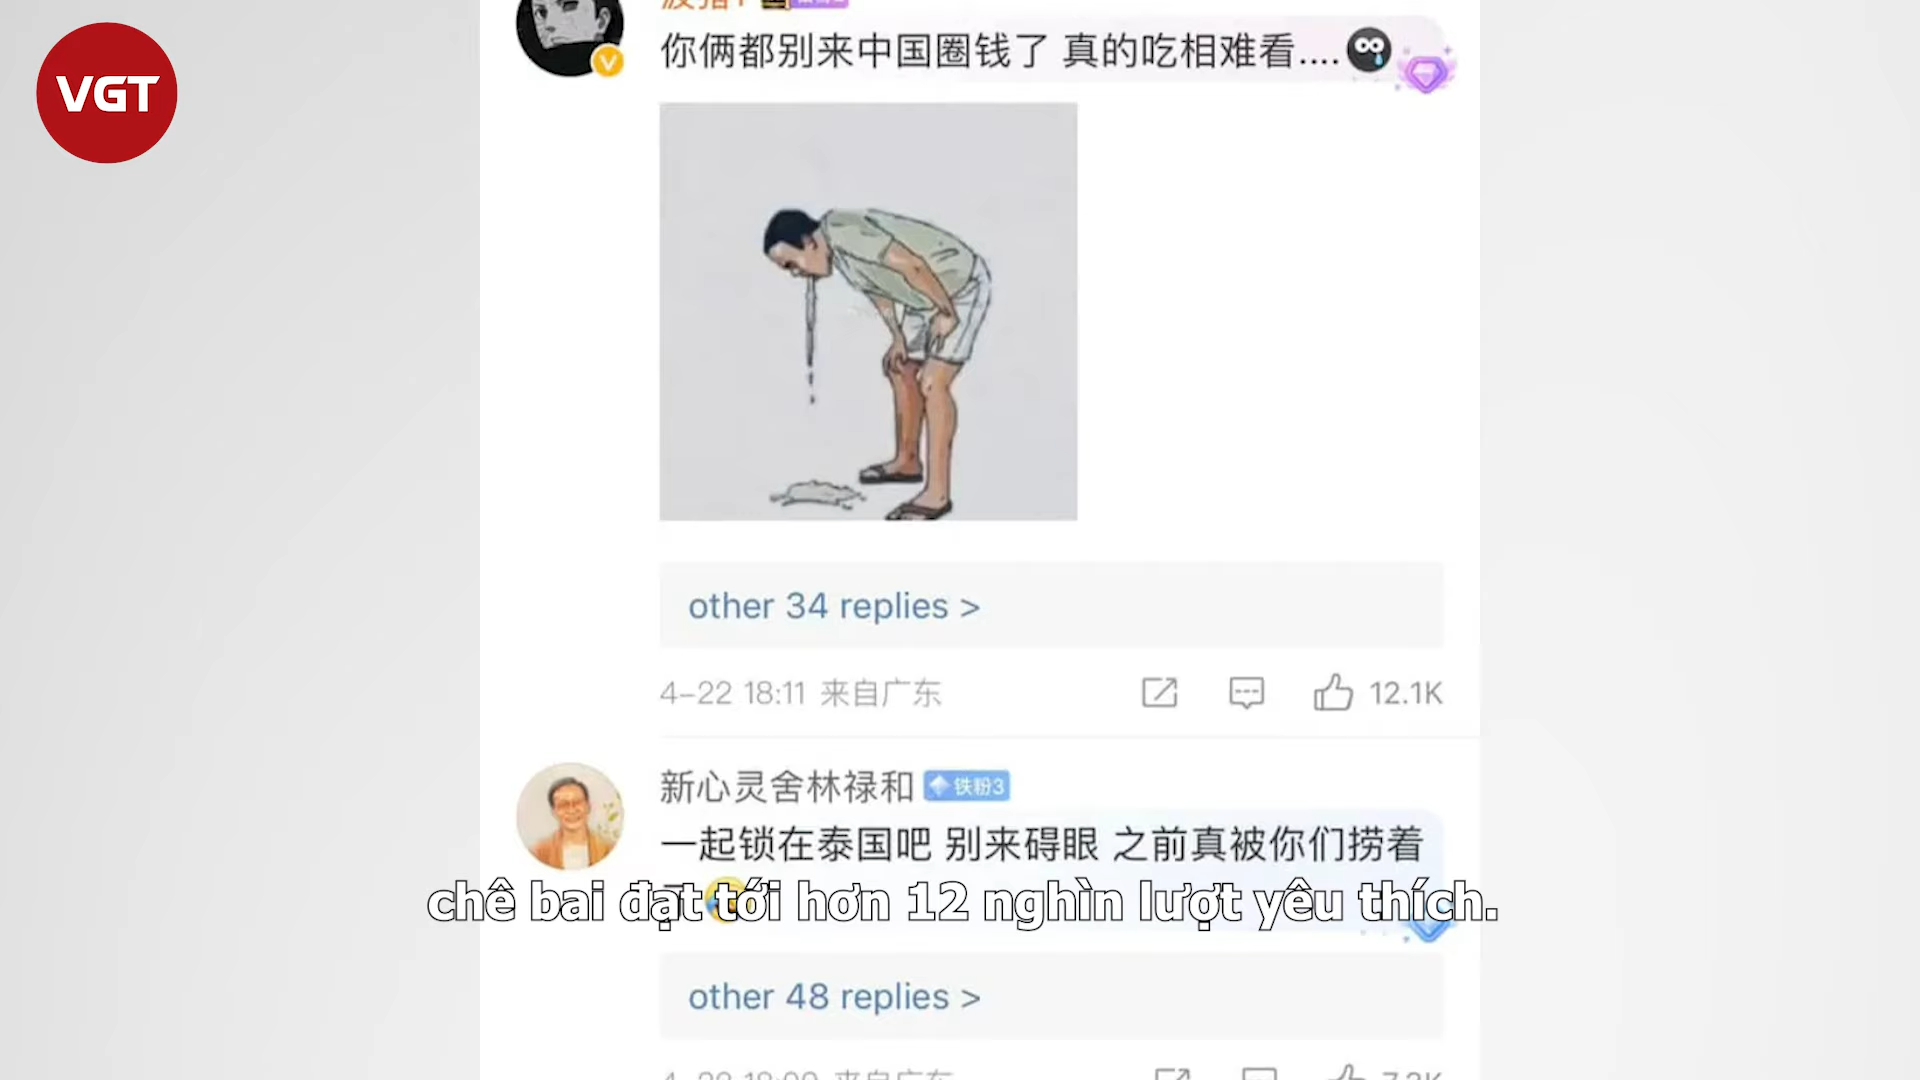 VGT
你俩都别来中国圈钱了 真的吃相难看....
other 34 replies >
4-22 18:11 来自广东
12.1K
新心灵舍林禄和 铁粉3
一起锁在泰国吧 别来碍眼 之前真被你们捞着
chê bai đạt tới hơn 12 nghìn lượt yêu thích.
other 48 replies >